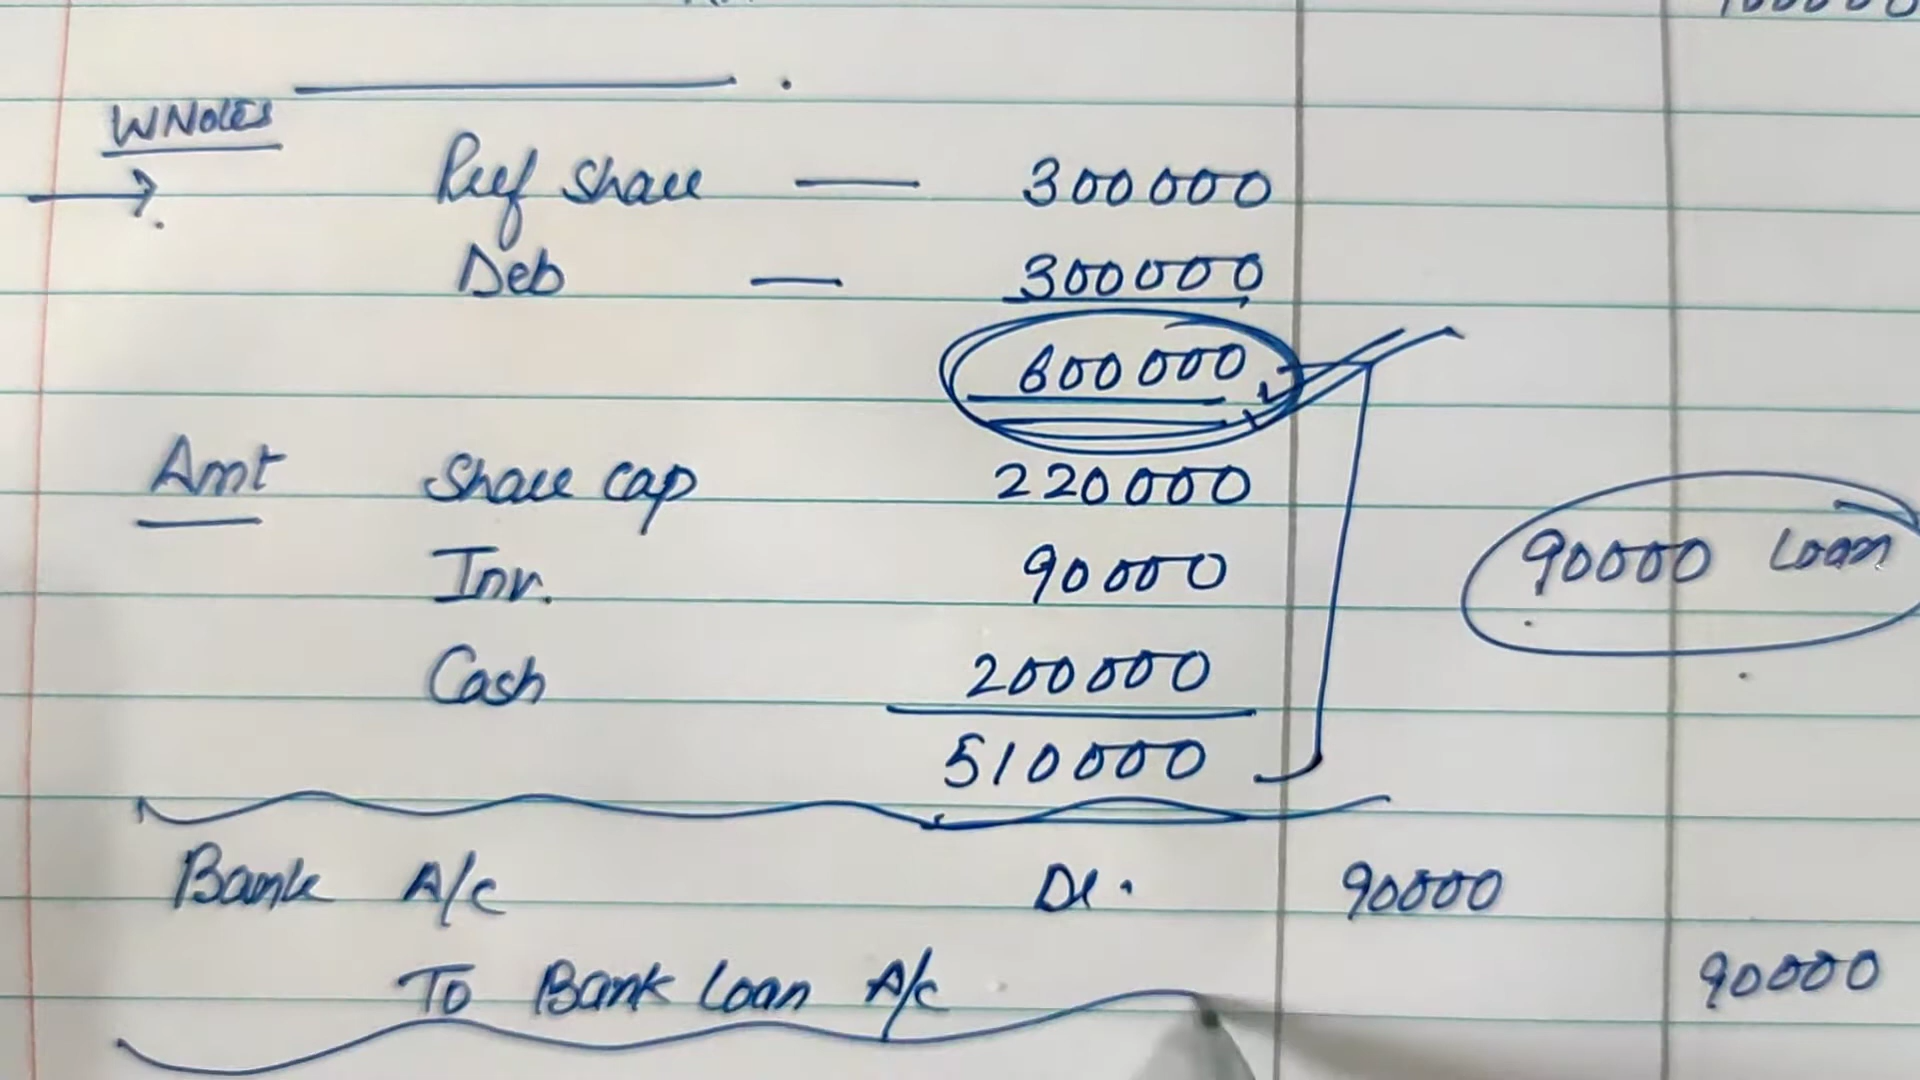 WNotes
Pref Share — 300000
Deb — 300000
600000
Amt Share cap 220000
Inv. 90000
90000 Loan
Cash 200000
510000
Bank A/c Dr. 90000
To Bank Loan A/c 90000